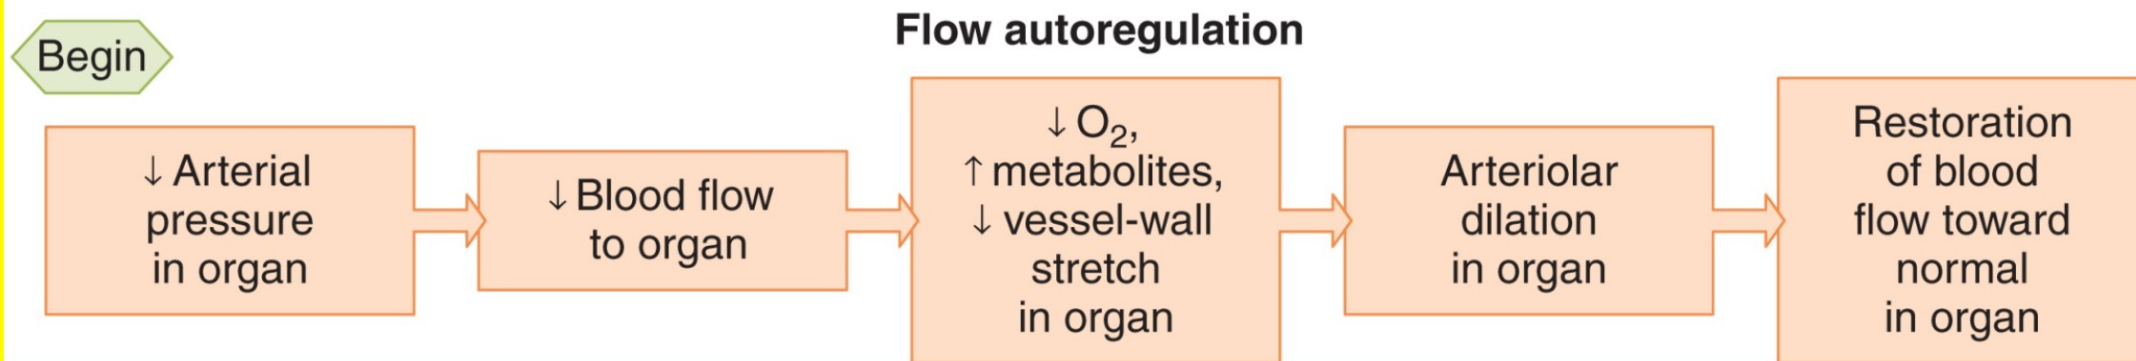 Flow autoregulation
Begin
↓ Arterial
pressure
in organ
↓ Blood flow
to organ
↓ O₂,
↑ metabolites,
↓ vessel-wall
stretch
in organ
Arteriolar
dilation
in organ
Restoration
of blood
flow toward
normal
in organ